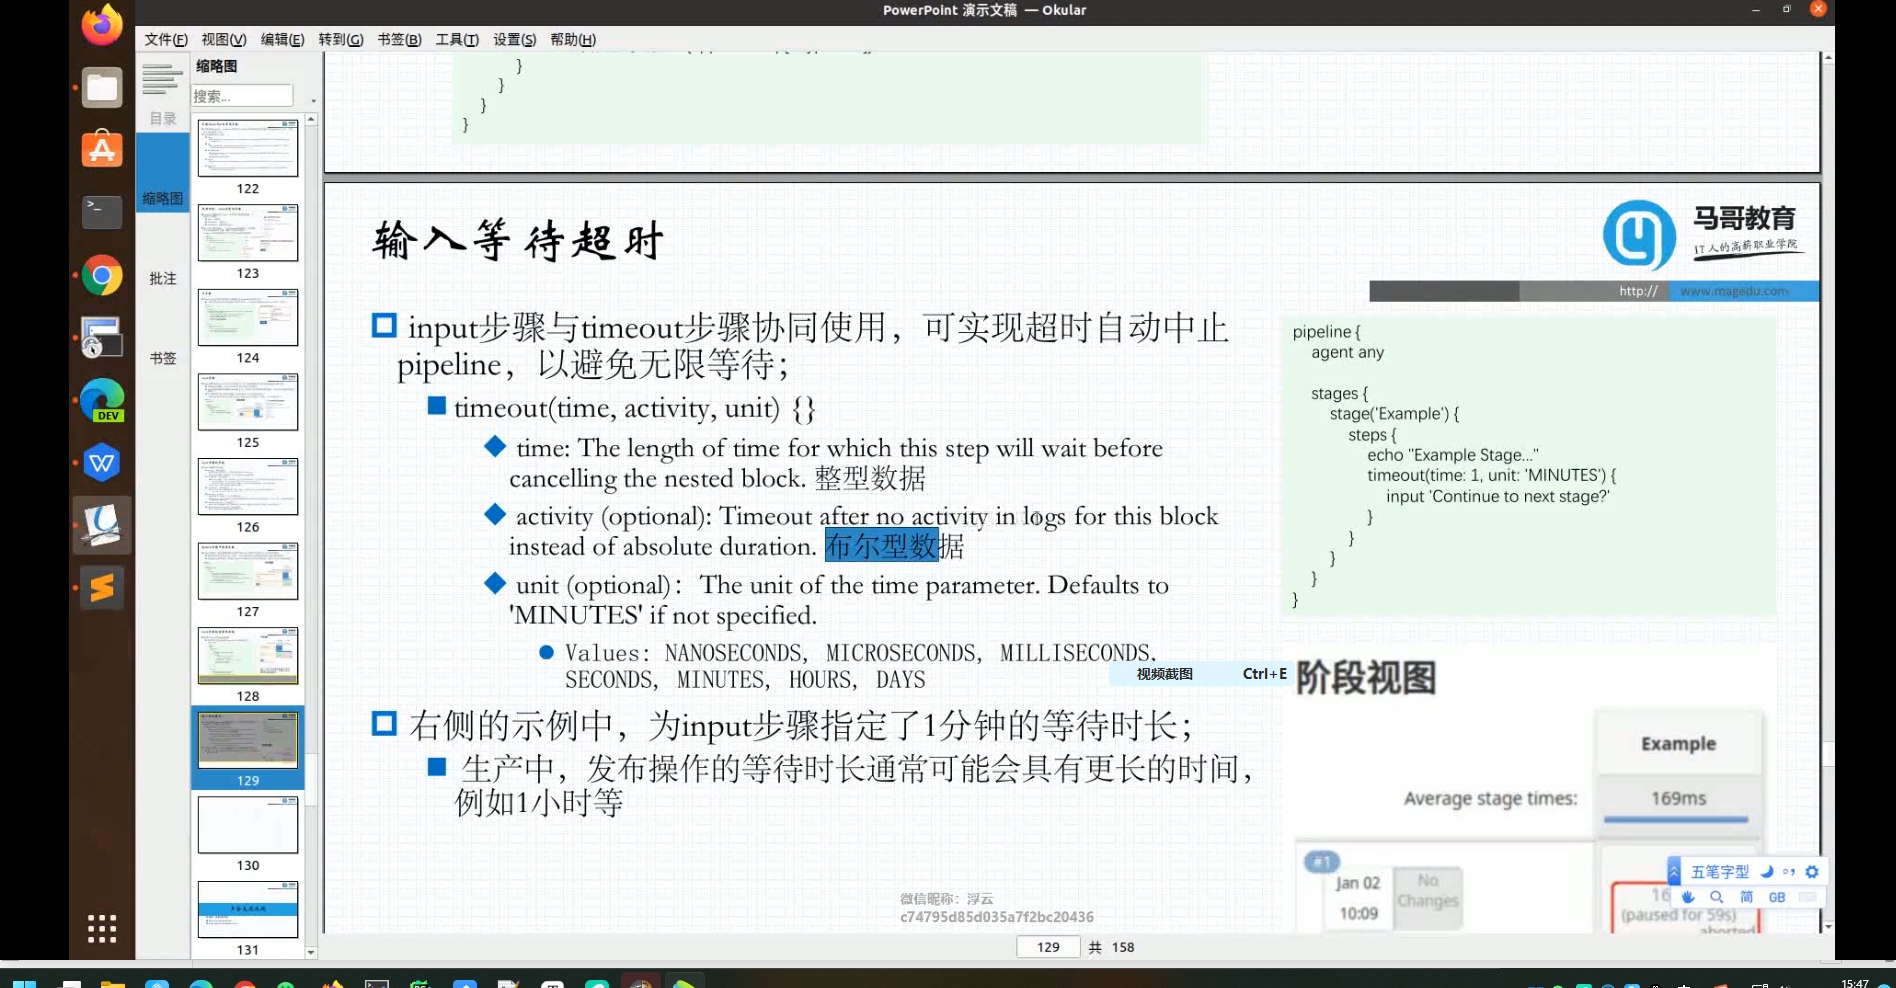 PowerPoint 演示文稿 — Okular
文件(F) 视图(V) 编辑(E) 转到(G) 书签(B) 工具(T) 设置(S) 帮助(H)
目录
缩略图
批注
书签
缩略图
搜索...
122
123
124
125
126
127
128
129
130
131
}
}
}
}
输入等待超时
马哥教育
IT人的高薪职业学院
http:// www.magedu.com
input步骤与timeout步骤协同使用，可实现超时自动中止
pipeline，以避免无限等待；
timeout(time, activity, unit) {}
time: The length of time for which this step will wait before
cancelling the nested block. 整型数据
activity (optional): Timeout after no activity in logs for this block
instead of absolute duration. 布尔型数据
unit (optional)： The unit of the time parameter. Defaults to
'MINUTES' if not specified.
Values: NANOSECONDS, MICROSECONDS, MILLISECONDS,
SECONDS, MINUTES, HOURS, DAYS
右侧的示例中，为input步骤指定了1分钟的等待时长；
生产中，发布操作的等待时长通常可能会具有更长的时间，
例如1小时等
pipeline {
agent any
stages {
stage('Example') {
steps {
echo "Example Stage..."
timeout(time: 1, unit: 'MINUTES') {
input 'Continue to next stage?'
}
}
}
}
}
视频截图 Ctrl+E
阶段视图
Example
Average stage times:
169ms
#1
Jan 02
10:09
No
Changes
(paused for 59s)
aborted
五笔字型
简 GB
微信昵称：浮云
c74795d85d035a7f2bc20436
129 共 158
DEV
15:47